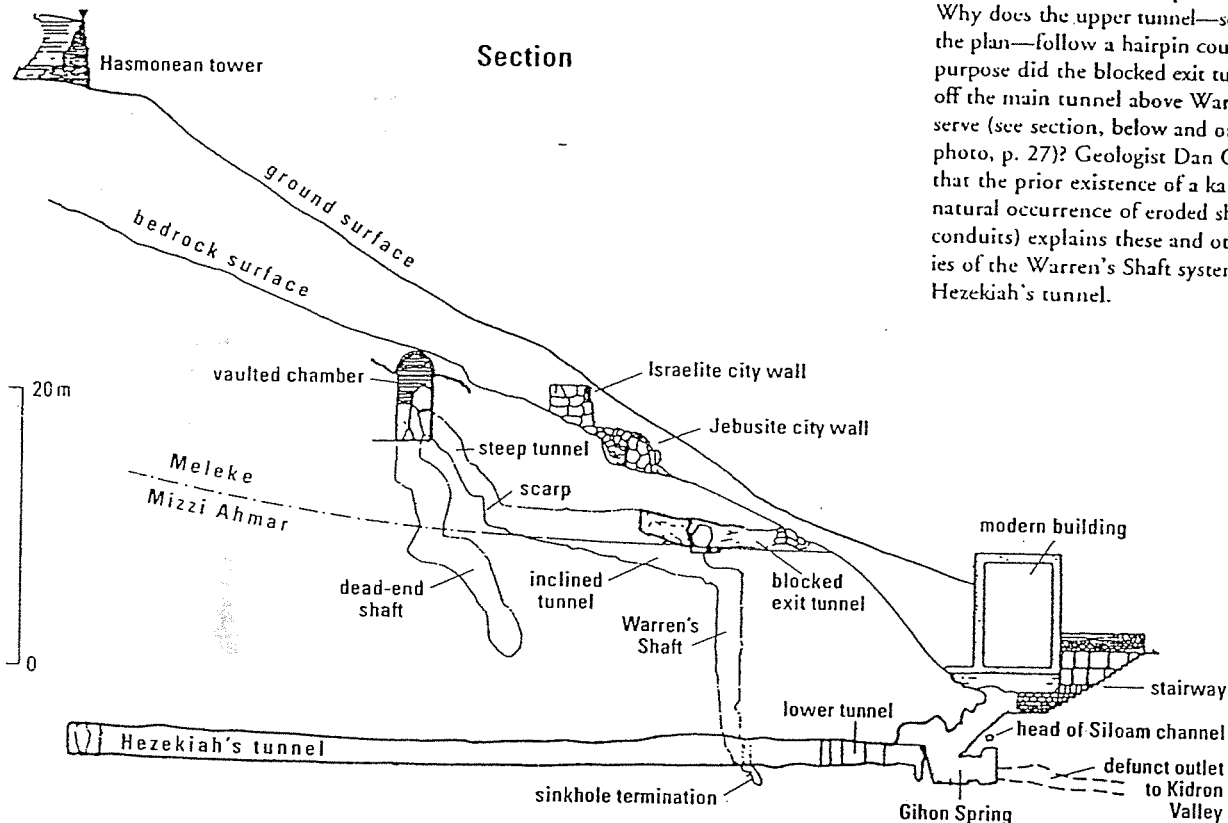 Why does the upper tunnel—s
the plan—follow a hairpin cou
purpose did the blocked exit tu
off the main tunnel above War
serve (see section, below and o
photo, p. 27)? Geologist Dan G
that the prior existence of a ka
natural occurrence of eroded sh
conduits) explains these and ot
ies of the Warren's Shaft system
Hezekiah's tunnel.
Section
Hasmonean tower
ground surface
bedrock surface
vaulted chamber
Israelite city wall
Jebusite city wall
20 m
steep tunnel
Meleke
Mizzi Ahmar
scarp
modern building
dead-end
shaft
inclined
tunnel
blocked
exit tunnel
Warren's
Shaft
0
stairway
lower tunnel
head of Siloam channel
Hezekiah's tunnel
defunct outlet
to Kidron
Valley
sinkhole termination
Gihon Spring